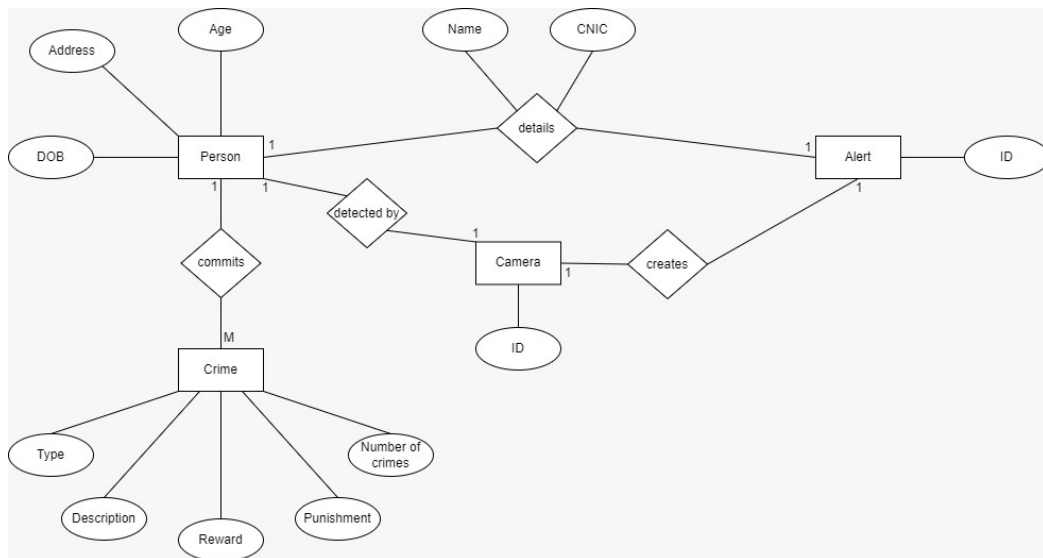 Age
Name
CNIC
Address
details
DOB
Person
1
1
Alert
ID
1
1
1
detected by
1
commits
Camera
1
creates
M
ID
Crime
Type
Number of
crimes
Description
Punishment
Reward